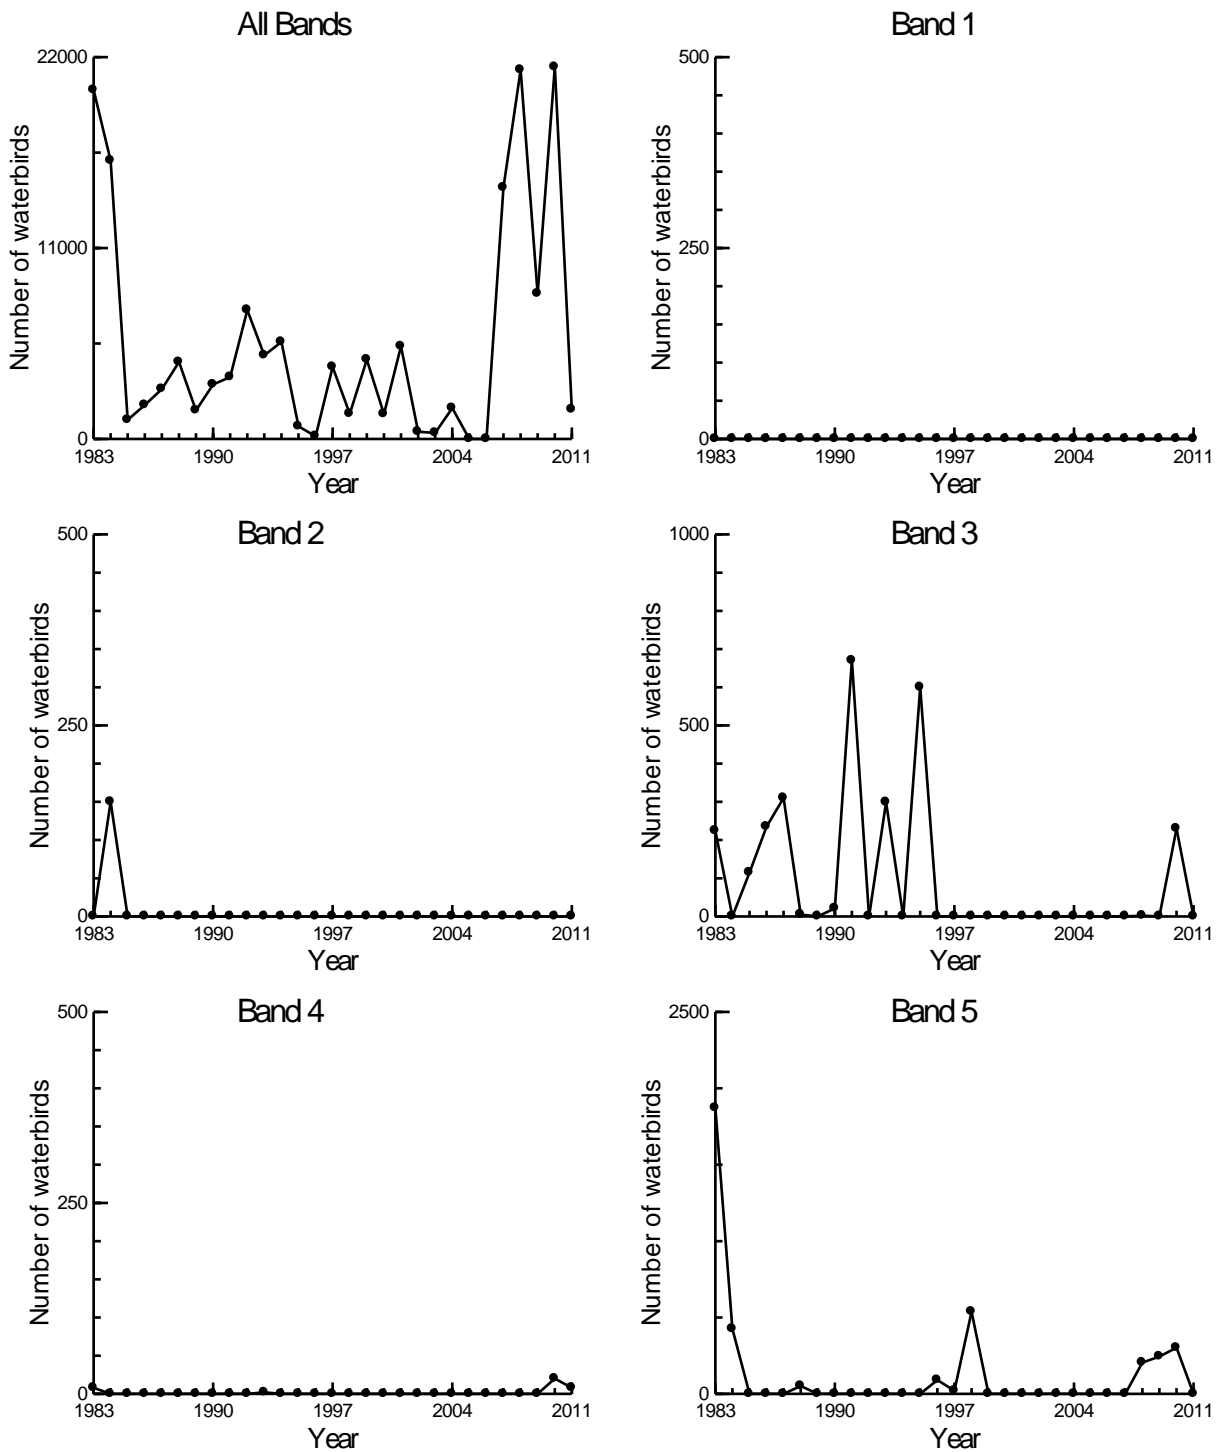 All Bands
22000
11000
0
Number of waterbirds
1983 1990 1997 2004 2011
Year
Band 1
500
250
0
Number of waterbirds
1983 1990 1997 2004 2011
Year
Band 2
500
250
0
Number of waterbirds
1983 1990 1997 2004 2011
Year
Band 3
1000
500
0
Number of waterbirds
1983 1990 1997 2004 2011
Year
Band 4
500
250
0
Number of waterbirds
1983 1990 1997 2004 2011
Year
Band 5
2500
0
Number of waterbirds
1983 1990 1997 2004 2011
Year